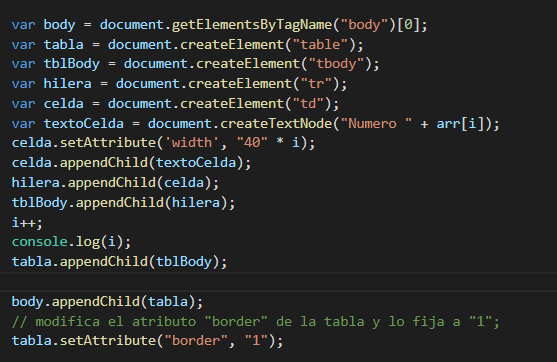 var body = document.getElementsByTagName("body")[0];
var tabla = document.createElement("table");
var tblBody = document.createElement("tbody");
var hilera = document.createElement("tr");
var celda = document.createElement("td");
var textoCelda = document.createTextNode("Numero " + arr[i]);
celda.setAttribute('width', "40" * i);
celda.appendChild(textoCelda);
hilera.appendChild(celda);
tblBody.appendChild(hilera);
i++;
console.log(i);
tabla.appendChild(tblBody);
body.appendChild(tabla);
// modifica el atributo "border" de la tabla y lo fija a "1";
tabla.setAttribute("border", "1");